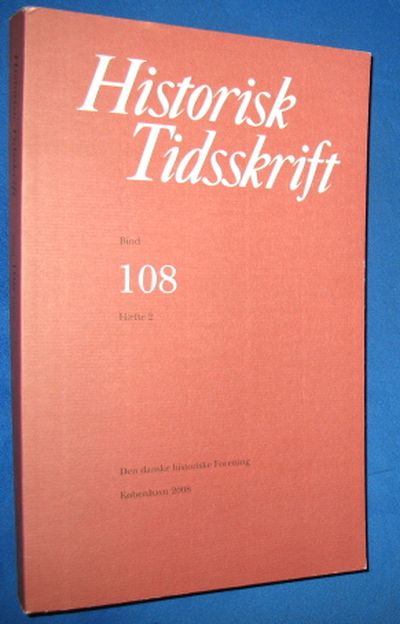 Historisk
Tidsskrift
Bind
108
Hæfte 2
Den danske historiske Forening
København 2008